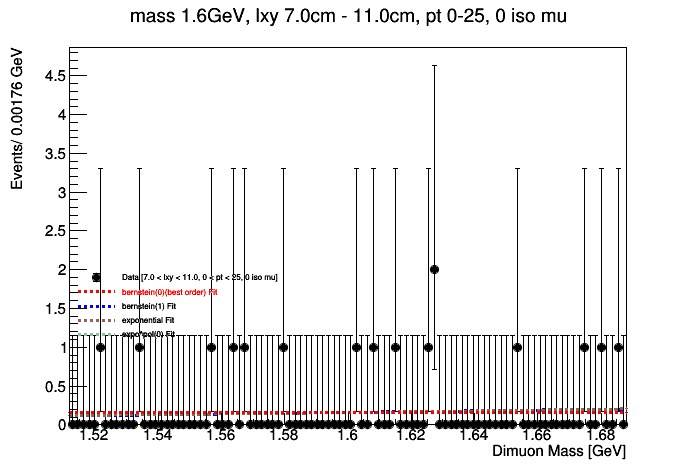 mass 1.6GeV, lxy 7.0cm - 11.0cm, pt 0-25, 0 iso mu
Events/ 0.00176 GeV
4.5
4
3.5
3
2.5
2
1.5
1
0.5
0
Data [7.0 < lxy < 11.0, 0 < pt < 25, 0 iso mu]
bernstein(0)(best order) Fit
bernstein(1) Fit
exponential Fit
expo*pol(0) Fit
1.52 1.54 1.56 1.58 1.6 1.62 1.64 1.66 1.68
Dimuon Mass [GeV]